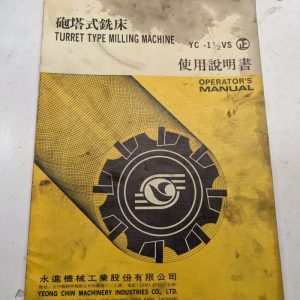 砲塔式銑床
TURRET TYPE MILLING MACHINE
YC -1½VS 正
使用說明書
OPERATOR'S
MANUAL
永進機械工業股份有限公司
YEONG CHIN MACHINERY INDUSTRIES CO., LTD.